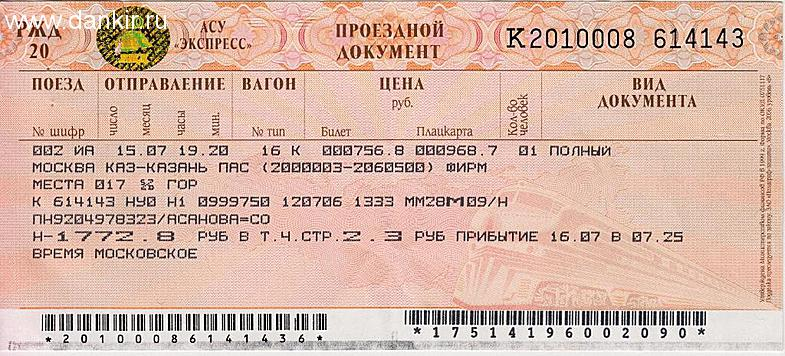 www.dankir.ru
РЖД АСУ ПРОЕЗДНОЙ К2010008 614143
20 «ЭКСПРЕСС» ДОКУМЕНТ
ПОЕЗД ОТПРАВЛЕНИЕ ВАГОН ЦЕНА ВИД
руб. ДОКУМЕНТА
№ шифр число месяц часы мин. № тип Билет Плацкарта Кол-во человек
002 ИА 15.07 19.20 16 К 000756.8 000968.7 01 ПОЛНЫЙ
МОСКВА КАЗ-КАЗАНЬ ПАС (2000003-2060500) ФИРМ
МЕСТА 017 ГОР
К 614143 НУ0 Н1 0999750 120706 1333 ММ28М09/Н
ПН9204978323/АСАНОВА=СО
Н-1772.8 РУБ В Т.Ч.СТР.2.3 РУБ ПРИБЫТИЕ 16.07 В 07.25
ВРЕМЯ МОСКОВСКОЕ
*20100086141436*
*17514196002090*